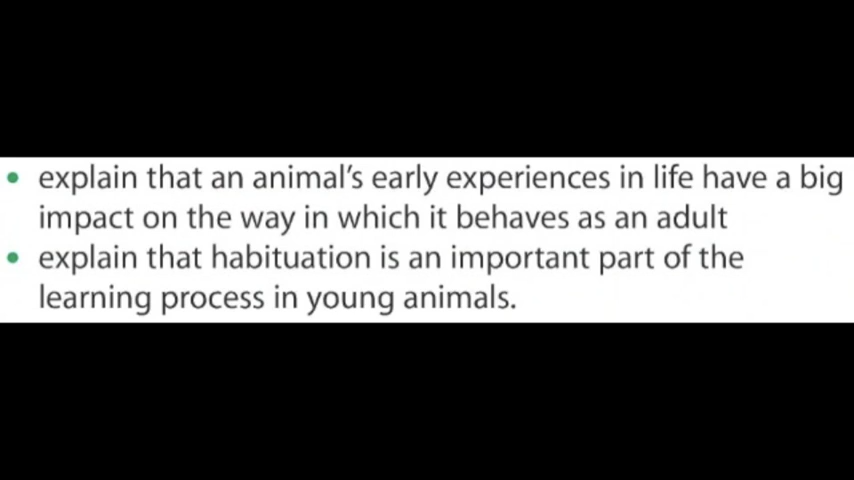 • explain that an animal's early experiences in life have a big
impact on the way in which it behaves as an adult
• explain that habituation is an important part of the
learning process in young animals.